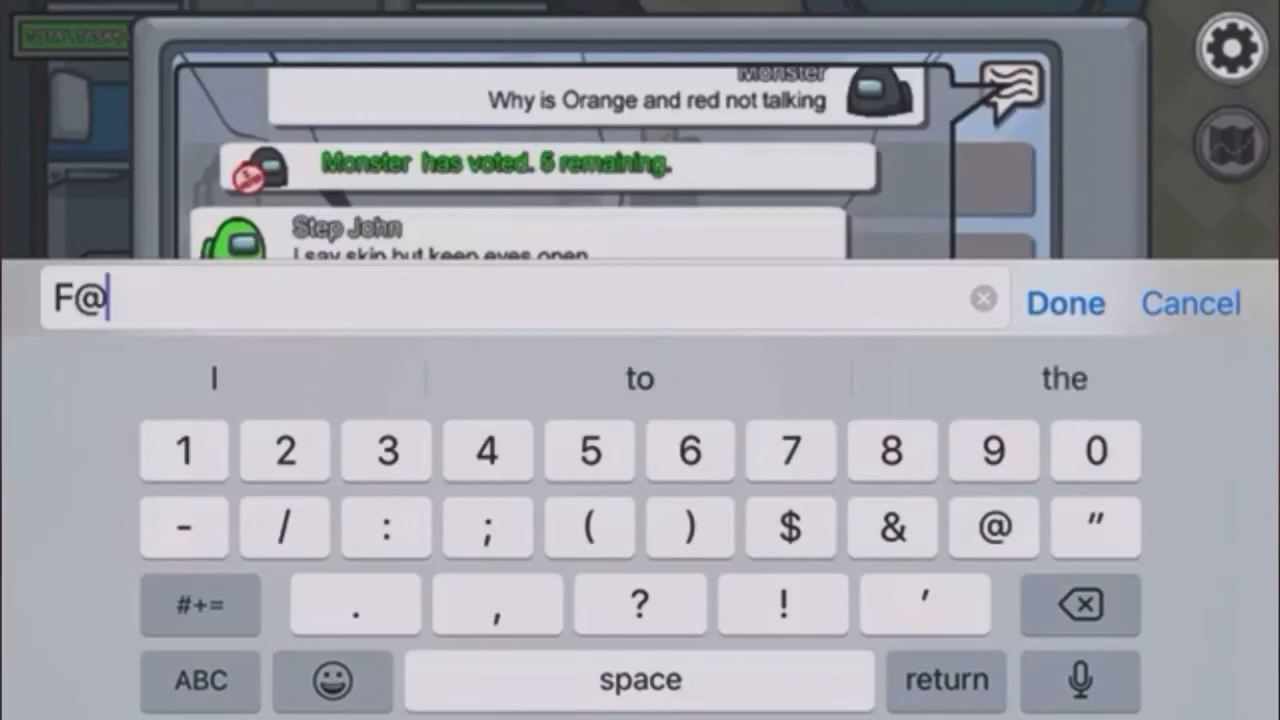 TOTAL TASKS
Monster
Why is Orange and red not talking
Monster has voted. 5 remaining.
Step John
I say skip but keep eyes open
F@
Done Cancel
I to the
1 2 3 4 5 6 7 8 9 0
- / : ; ( ) $ & @ "
#+= . , ? ! '
ABC space return